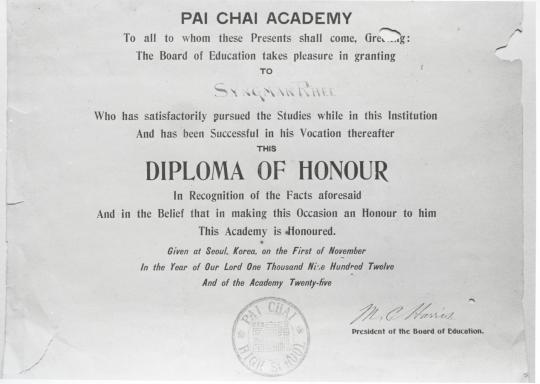 PAI CHAI ACADEMY
To all to whom these Presents shall come,
The Board of Education takes pleasure in granting
TO
SYNGMAN RHEE
Who has satisfactorily pursued the Studies while in this Institution
And has been Successful in his Vocation thereafter
THIS
DIPLOMA OF HONOUR
In Recognition of the Facts aforesaid
And in the Belief that in making this Occasion an Honour to him
This Academy is Honoured.
Given at Seoul, Korea, on the First of November
In the Year of Our Lord One Thousand Nine Hundred Twelve
And of the Academy Twenty-five
M. C. Harris
President of the Board of Education.
PAI CHAI
HIGH SCHOOL